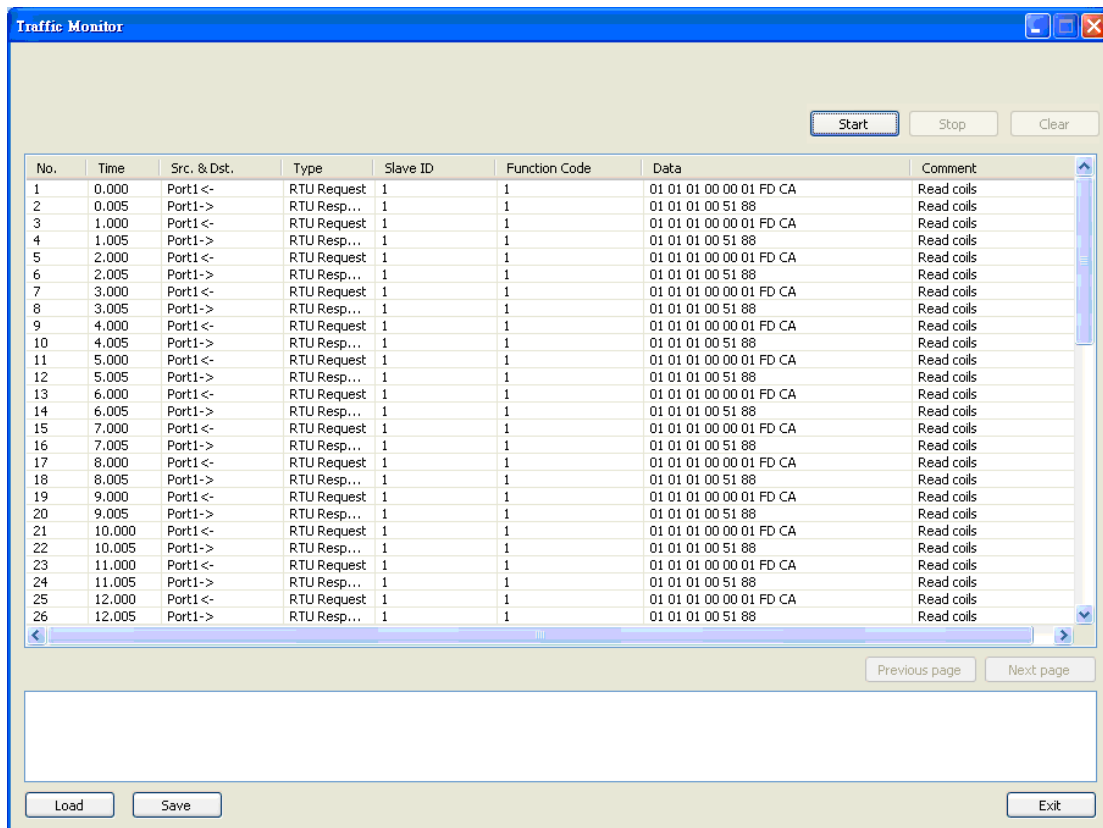 Traffic Monitor
Start Stop Clear
No. Time Src. & Dst. Type Slave ID Function Code Data Comment
1 0.000 Port1<- RTU Request 1 1 01 01 01 00 00 01 FD CA Read coils
2 0.005 Port1-> RTU Resp... 1 1 01 01 01 00 51 88 Read coils
3 1.000 Port1<- RTU Request 1 1 01 01 01 00 00 01 FD CA Read coils
4 1.005 Port1-> RTU Resp... 1 1 01 01 01 00 51 88 Read coils
5 2.000 Port1<- RTU Request 1 1 01 01 01 00 00 01 FD CA Read coils
6 2.005 Port1-> RTU Resp... 1 1 01 01 01 00 51 88 Read coils
7 3.000 Port1<- RTU Request 1 1 01 01 01 00 00 01 FD CA Read coils
8 3.005 Port1-> RTU Resp... 1 1 01 01 01 00 51 88 Read coils
9 4.000 Port1<- RTU Request 1 1 01 01 01 00 00 01 FD CA Read coils
10 4.005 Port1-> RTU Resp... 1 1 01 01 01 00 51 88 Read coils
11 5.000 Port1<- RTU Request 1 1 01 01 01 00 00 01 FD CA Read coils
12 5.005 Port1-> RTU Resp... 1 1 01 01 01 00 51 88 Read coils
13 6.000 Port1<- RTU Request 1 1 01 01 01 00 00 01 FD CA Read coils
14 6.005 Port1-> RTU Resp... 1 1 01 01 01 00 51 88 Read coils
15 7.000 Port1<- RTU Request 1 1 01 01 01 00 00 01 FD CA Read coils
16 7.005 Port1-> RTU Resp... 1 1 01 01 01 00 51 88 Read coils
17 8.000 Port1<- RTU Request 1 1 01 01 01 00 00 01 FD CA Read coils
18 8.005 Port1-> RTU Resp... 1 1 01 01 01 00 51 88 Read coils
19 9.000 Port1<- RTU Request 1 1 01 01 01 00 00 01 FD CA Read coils
20 9.005 Port1-> RTU Resp... 1 1 01 01 01 00 51 88 Read coils
21 10.000 Port1<- RTU Request 1 1 01 01 01 00 00 01 FD CA Read coils
22 10.005 Port1-> RTU Resp... 1 1 01 01 01 00 51 88 Read coils
23 11.000 Port1<- RTU Request 1 1 01 01 01 00 00 01 FD CA Read coils
24 11.005 Port1-> RTU Resp... 1 1 01 01 01 00 51 88 Read coils
25 12.000 Port1<- RTU Request 1 1 01 01 01 00 00 01 FD CA Read coils
26 12.005 Port1-> RTU Resp... 1 1 01 01 01 00 51 88 Read coils
Previous page Next page
Load Save Exit